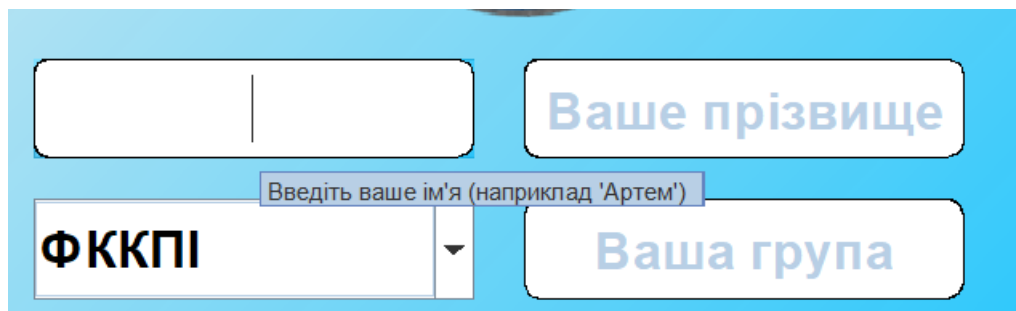 Ваше прізвище
Введіть ваше ім'я (наприклад 'Артем')
ФККПІ
Ваша група